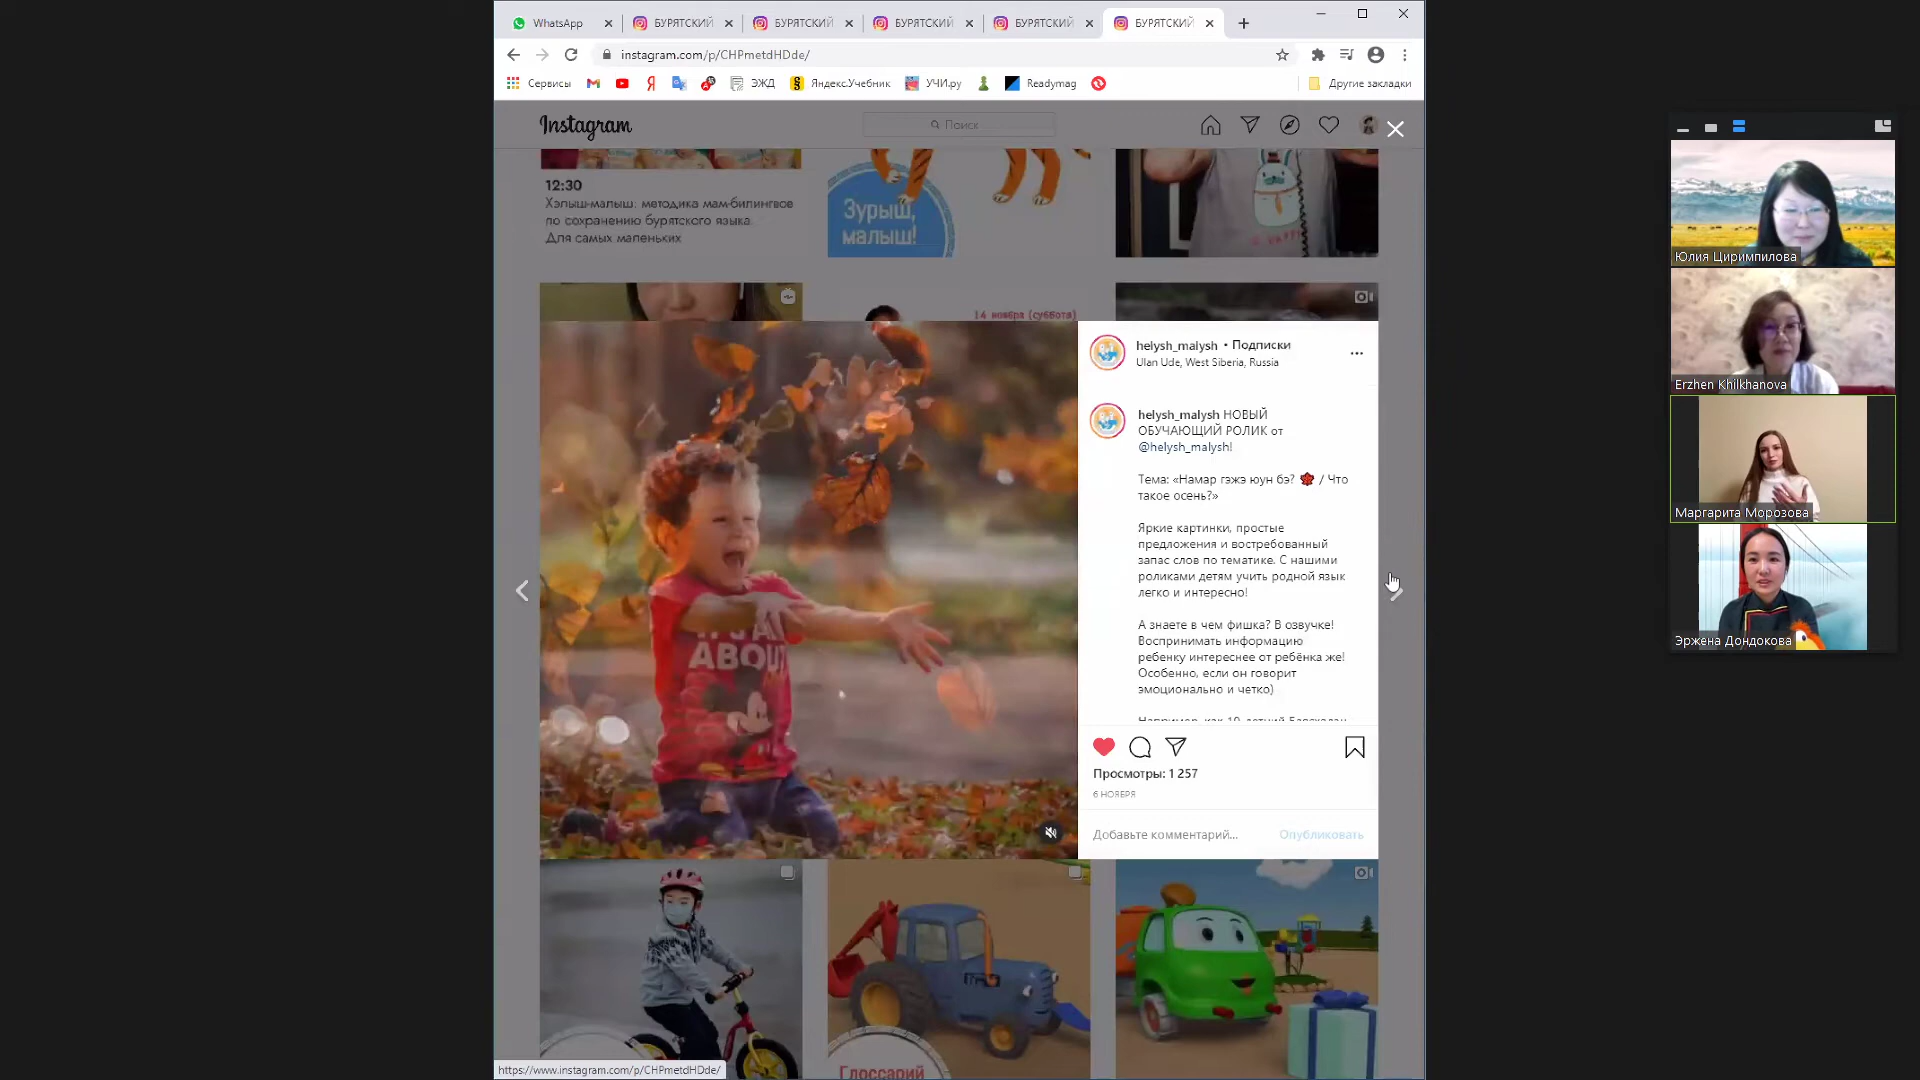 WhatsApp
БУРЯТСКИЙ
БУРЯТСКИЙ
БУРЯТСКИЙ
БУРЯТСКИЙ
БУРЯТСКИЙ
instagram.com/p/CHPmetdHDde/
Сервисы
ЭЖД
Яндекс.Учебник
УЧИ.ру
Readymag
Другие закладки
Instagram
Поиск
12:30
Хэлыш-малыш: методика мам-билингвое
по сохранению бурятского языка.
Для самых маленьких
Зурыш,
малыш!
14 ноября (суббота)
helysh_malysh • Подписки
Ulan Ude, West Siberia, Russia
helysh_malysh НОВЫЙ
ОБУЧАЮЩИЙ РОЛИК от
@helysh_malysh!
Тема: «Намар гэжэ юун бэ? 🍁 / Что
такое осень?»
Яркие картинки, простые
предложения и востребованный
запас слов по тематике. С нашими
роликами детям учить родной язык
легко и интересно!
А знаете в чем фишка? В озвучке!
Воспринимать информацию
ребенку интереснее от ребёнка же!
Особенно, если он говорит
эмоционально и четко)
Просмотры: 1 257
6 НОЯБРЯ
Добавьте комментарий...
Опубликовать
ABOUT
Глоссарий
https://www.instagram.com/p/CHPmetdHDde/
Юлия Циримпилова
Erzhen Khilkhanova
Маргарита Морозова
Эржена Дондокова